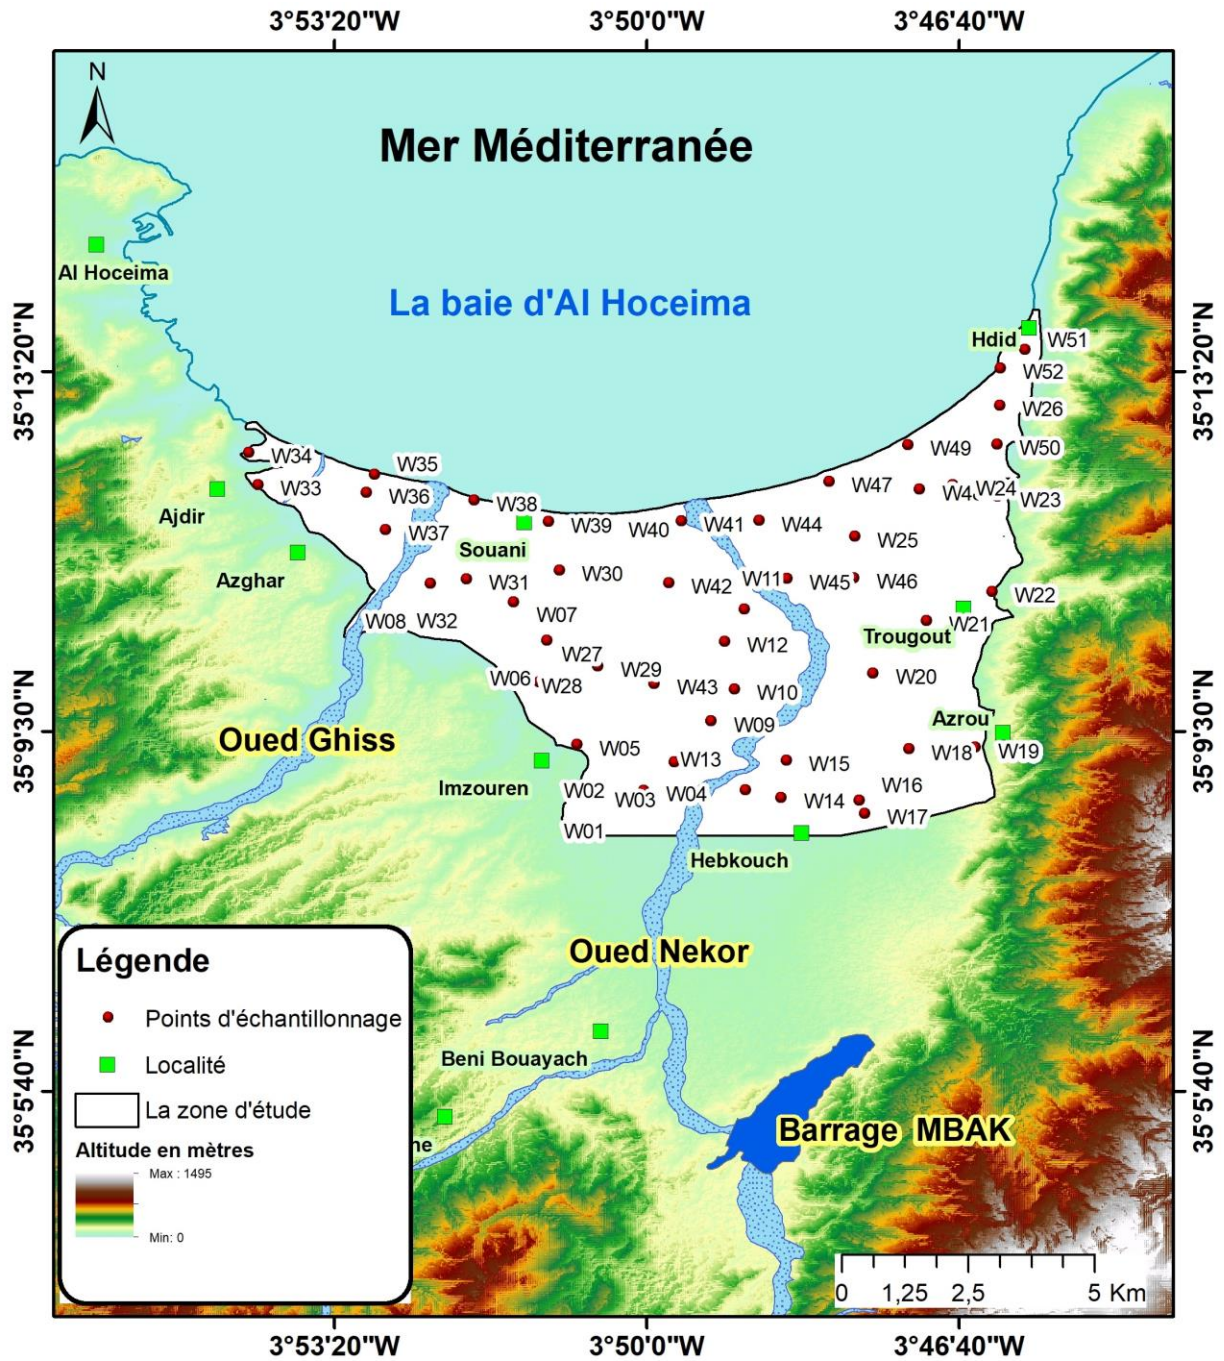 3°53'20"W 3°50'0"W 3°46'40"W
N
Mer Méditerranée
Al Hoceima
La baie d'Al Hoceima
35°13'20"N 35°13'20"N
Hdid W51
W52
W26
W49 W50
W34 W35
W33 W36 W47 W24 W23
Ajdir W38
W37 W39 W40 W41 W44
Souani W25
Azghar W31 W30 W42 W11 W45 W46
W22
W08 W32 W07 W21
W27 W12 Trougout
W06 W28 W29 W43 W10 W20
Azrou
Oued Ghiss W09
35°9'30"N 35°9'30"N
W05 W13 W15 W18 W19
Imzouren W02 W03 W04 W14 W16
W17
W01
Hebkouch
Oued Nekor
Légende
Points d'échantillonnage
Localité
La zone d'étude
Altitude en mètres
Max : 1495
Min: 0
Beni Bouayach
35°5'40"N 35°5'40"N
ne
Barrage MBAK
0 1,25 2,5 5 Km
3°53'20"W 3°50'0"W 3°46'40"W